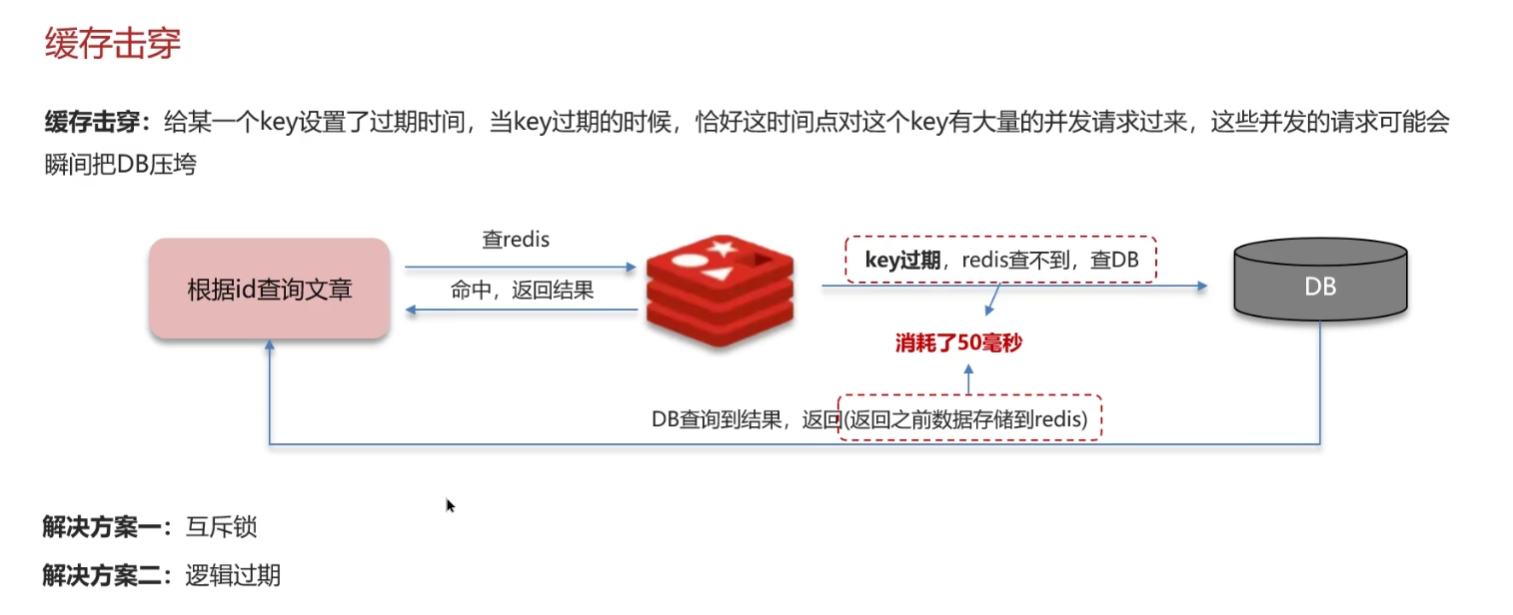 缓存击穿
缓存击穿：给某一个key设置了过期时间，当key过期的时候，恰好这时间点对这个key有大量的并发请求过来，这些并发的请求可能会
瞬间把DB压垮
查redis
根据id查询文章
命中，返回结果
key过期，redis查不到，查DB
DB
消耗了50毫秒
DB查询到结果，返回(返回之前数据存储到redis)
解决方案一：互斥锁
解决方案二：逻辑过期